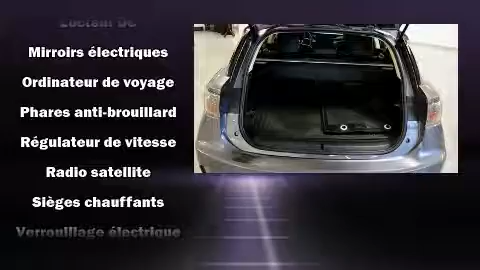 Mirroirs électriques
Ordinateur de voyage
Phares anti-brouillard
Régulateur de vitesse
Radio satellite
Sièges chauffants
Verrouillage électrique